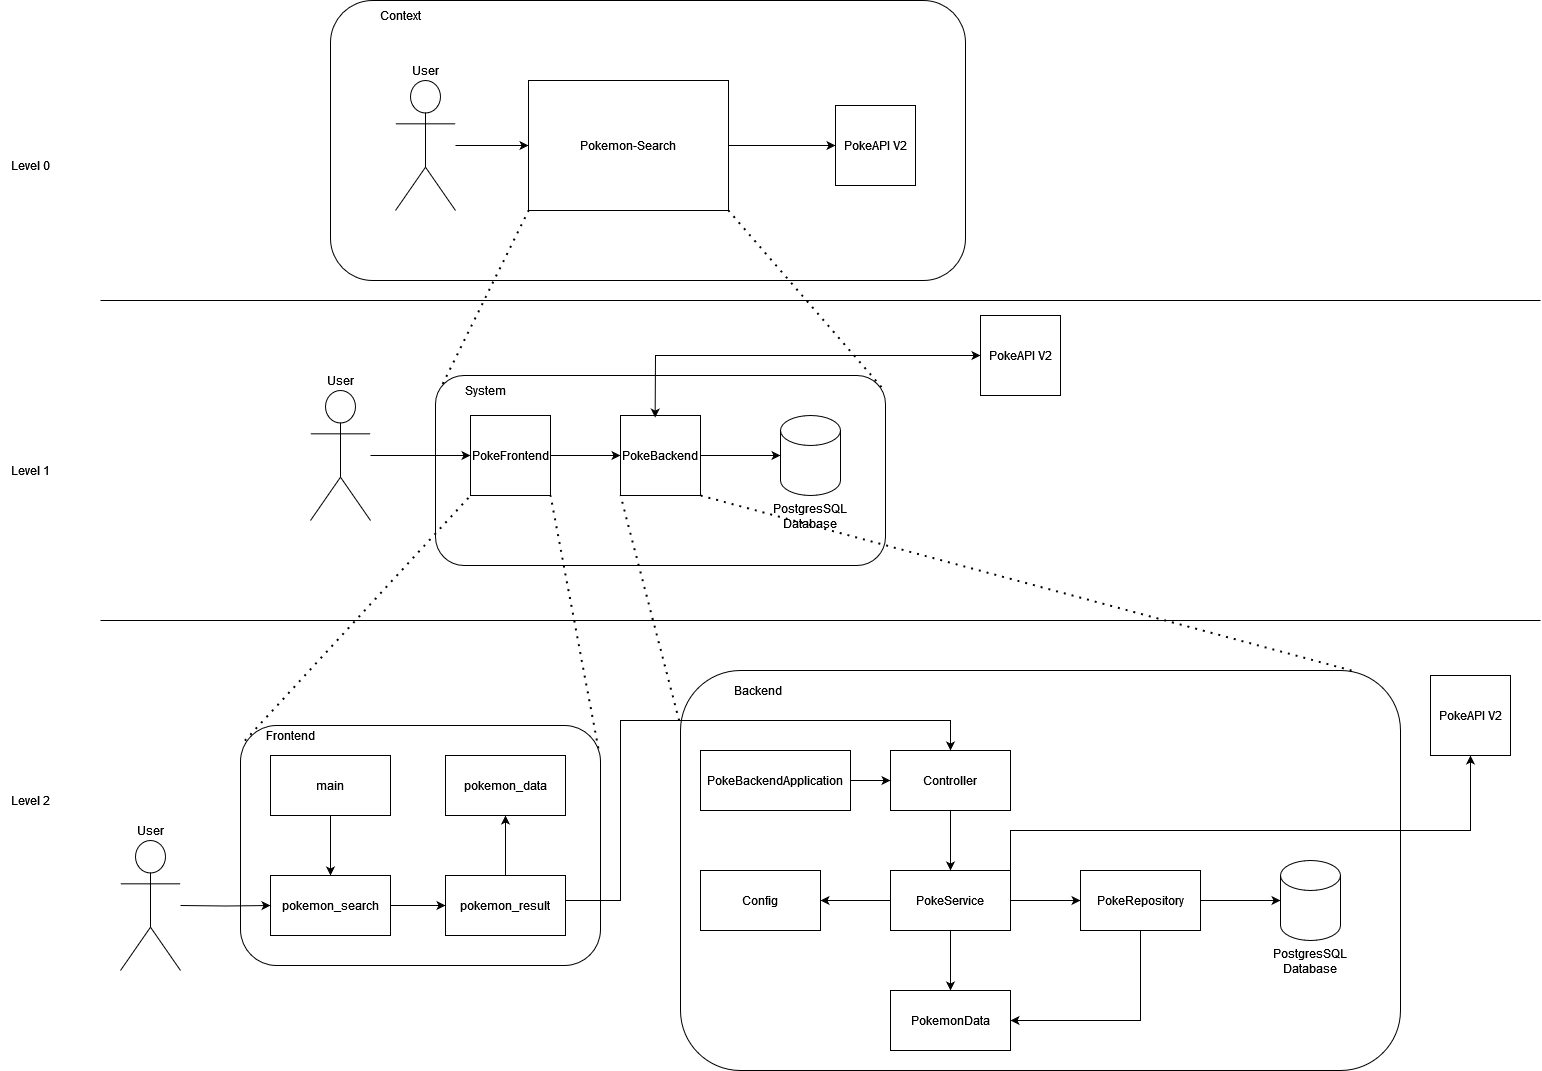 Context
User
Pokemon-Search
PokeAPI V2
Level 0
PokeAPI V2
User
System
PokeFrontend
PokeBackend
Level 1
PostgresSQL
Database
Backend
PokeAPI V2
Frontend
main
pokemon_data
PokeBackendApplication
Controller
Level 2
User
pokemon_search
pokemon_result
Config
PokeService
PokeRepository
PostgresSQL
Database
PokemonData